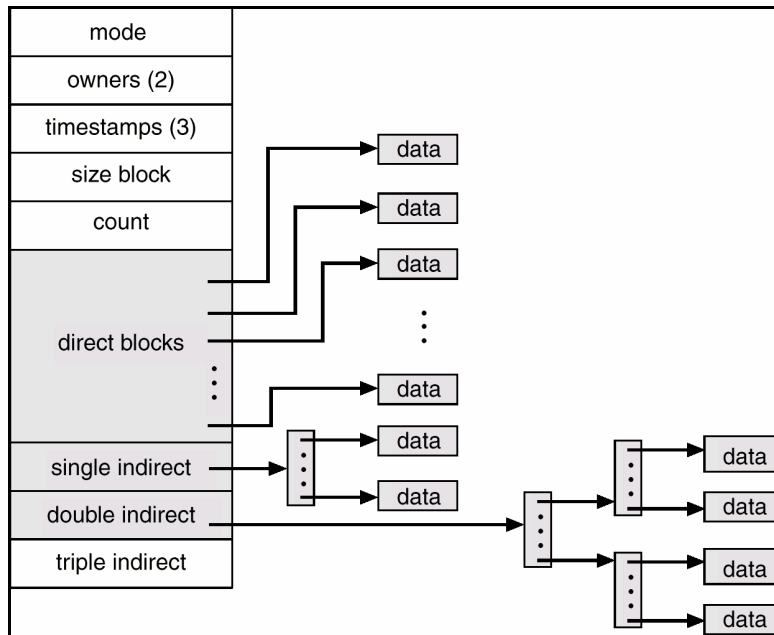 mode
owners (2)
timestamps (3)
size block
count
direct blocks
single indirect
double indirect
triple indirect
data
data
data
data
data
data
data
data
data
data